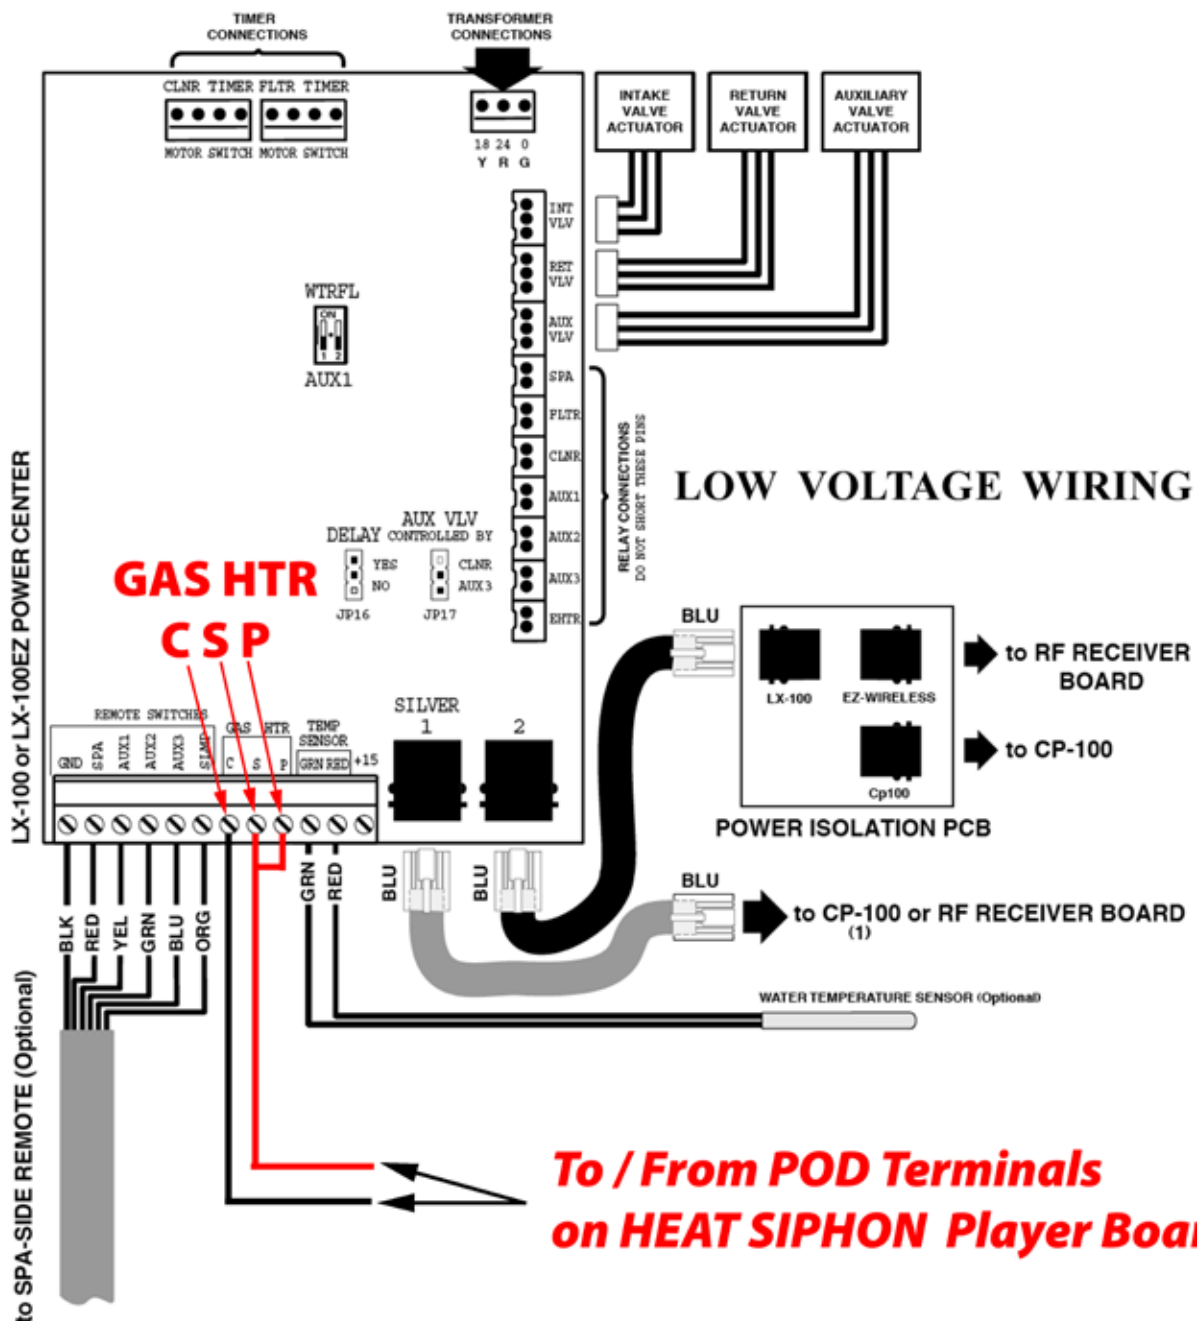 TIMER
CONNECTIONS
TRANSFORMER
CONNECTIONS
CLNR TIMER FLTR TIMER
MOTOR SWITCH MOTOR SWITCH
18 24 0
Y R G
INTAKE
VALVE
ACTUATOR
RETURN
VALVE
ACTUATOR
AUXILIARY
VALVE
ACTUATOR
INT
VLV
RET
VLV
AUX
VLV
SPA
FLTR
CLNR
AUX1
AUX2
AUX3
EHTR
RELAY CONNECTIONS
DO NOT SHORT THESE PINS
WTRFL
ON
1 2
AUX1
LOW VOLTAGE WIRING
LX-100 or LX-100EZ POWER CENTER
DELAY
YES
NO
JP16
AUX VLV
CONTROLLED BY
CLNR
AUX3
JP17
GAS HTR
C S P
REMOTE SWITCHES
GND SPA AUX1 AUX2 AUX3 SLMP
GAS HTR
C S P
TEMP
SENSOR
GRN RED +15
SILVER
1 2
BLU
LX-100
EZ-WIRELESS
Cp100
POWER ISOLATION PCB
to RF RECEIVER
BOARD
to CP-100
BLK RED YEL GRN BLU ORG
GRN RED
BLU
BLU
BLU
to CP-100 or RF RECEIVER BOARD
(1)
WATER TEMPERATURE SENSOR (Optional)
to SPA-SIDE REMOTE (Optional)
To / From POD Terminals
on HEAT SIPHON Player Boar